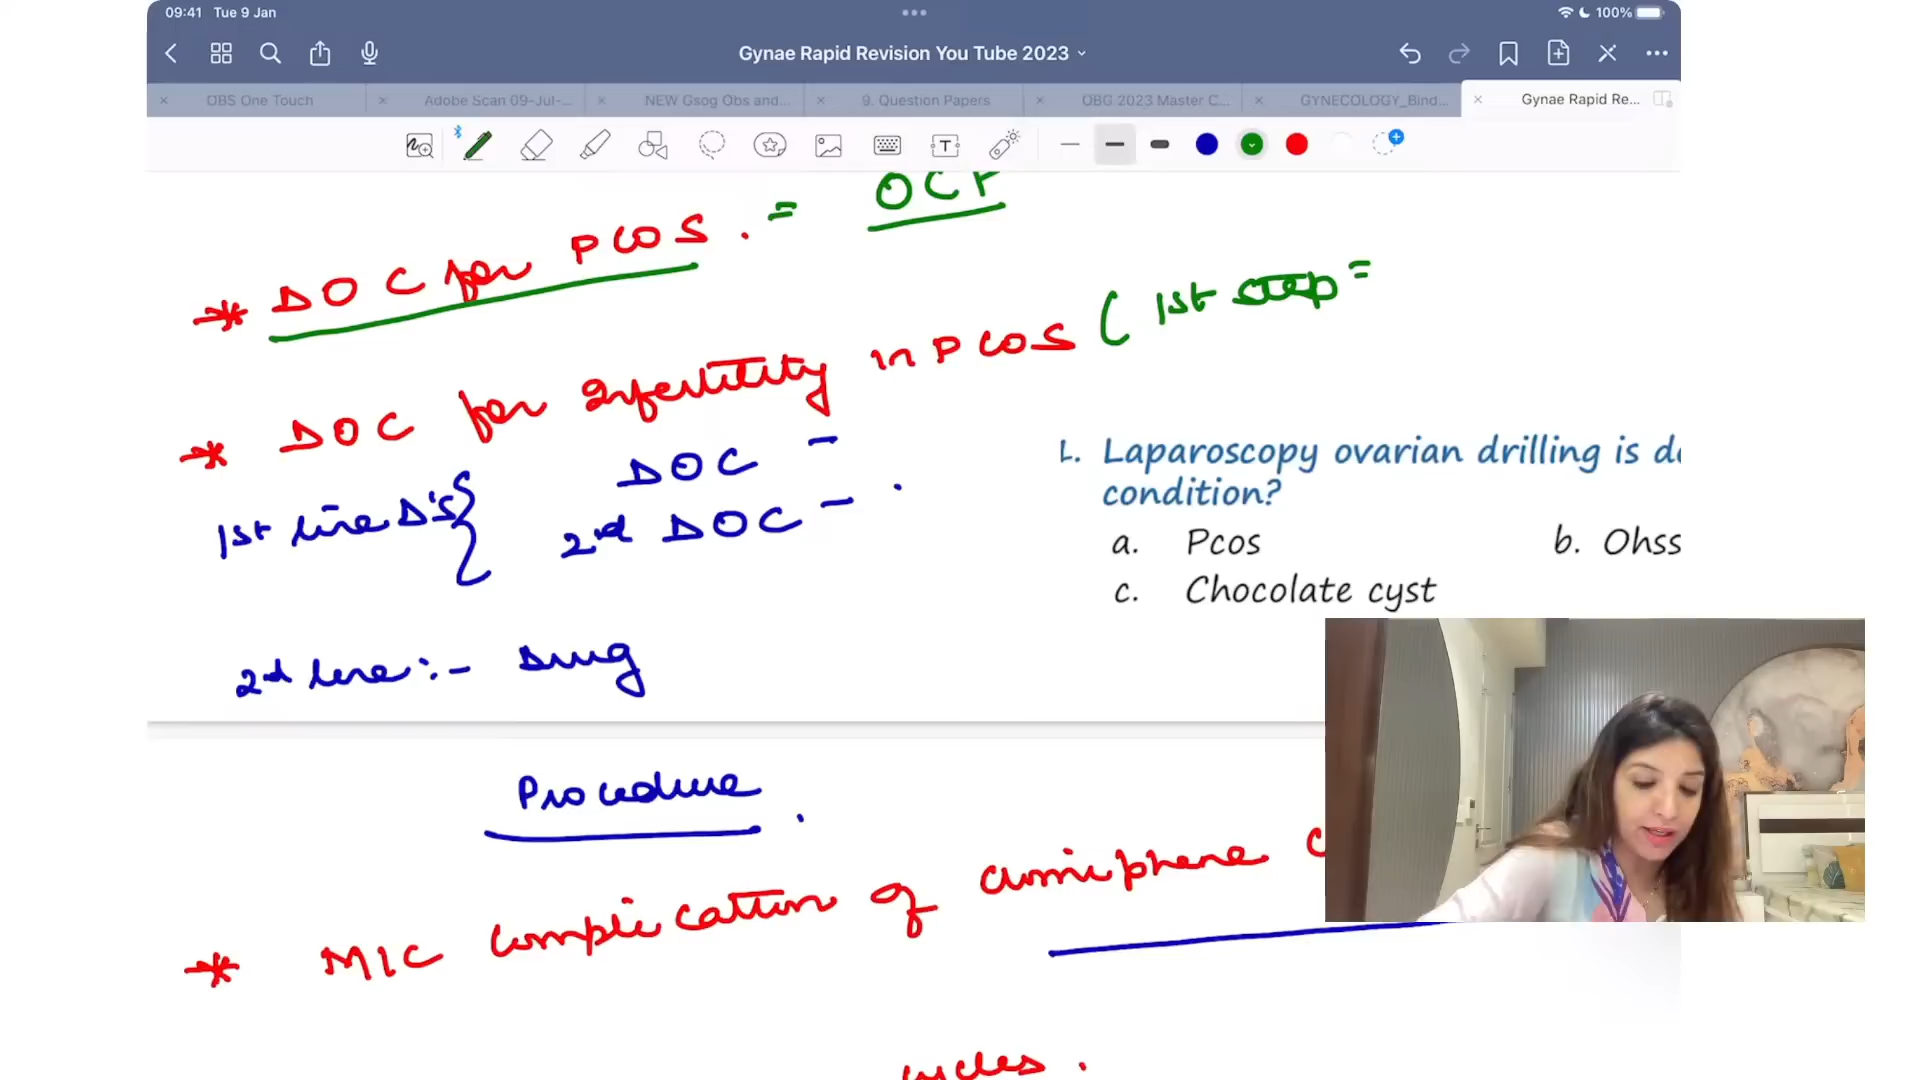 09:41 Tue 9 Jan
100%
Gynae Rapid Revision You Tube 2023
OBS One Touch
Adobe Scan 09-Jul-...
NEW Gsog Obs and...
9. Question Papers
OBG 2023 Master C...
GYNECOLOGY_Bind...
Gynae Rapid Re...
* DOC for PCOS . = OCP
* DOC for Infertility in PCOS ( 1st step =
1st line D's { DOC -
2nd DOC - .
1. Laparoscopy ovarian drilling is d
condition?
a. Pcos
b. Ohss
c. Chocolate cyst
2nd line :- Drug
Procedure .
* MIC complication of clomiphene C
cycles .